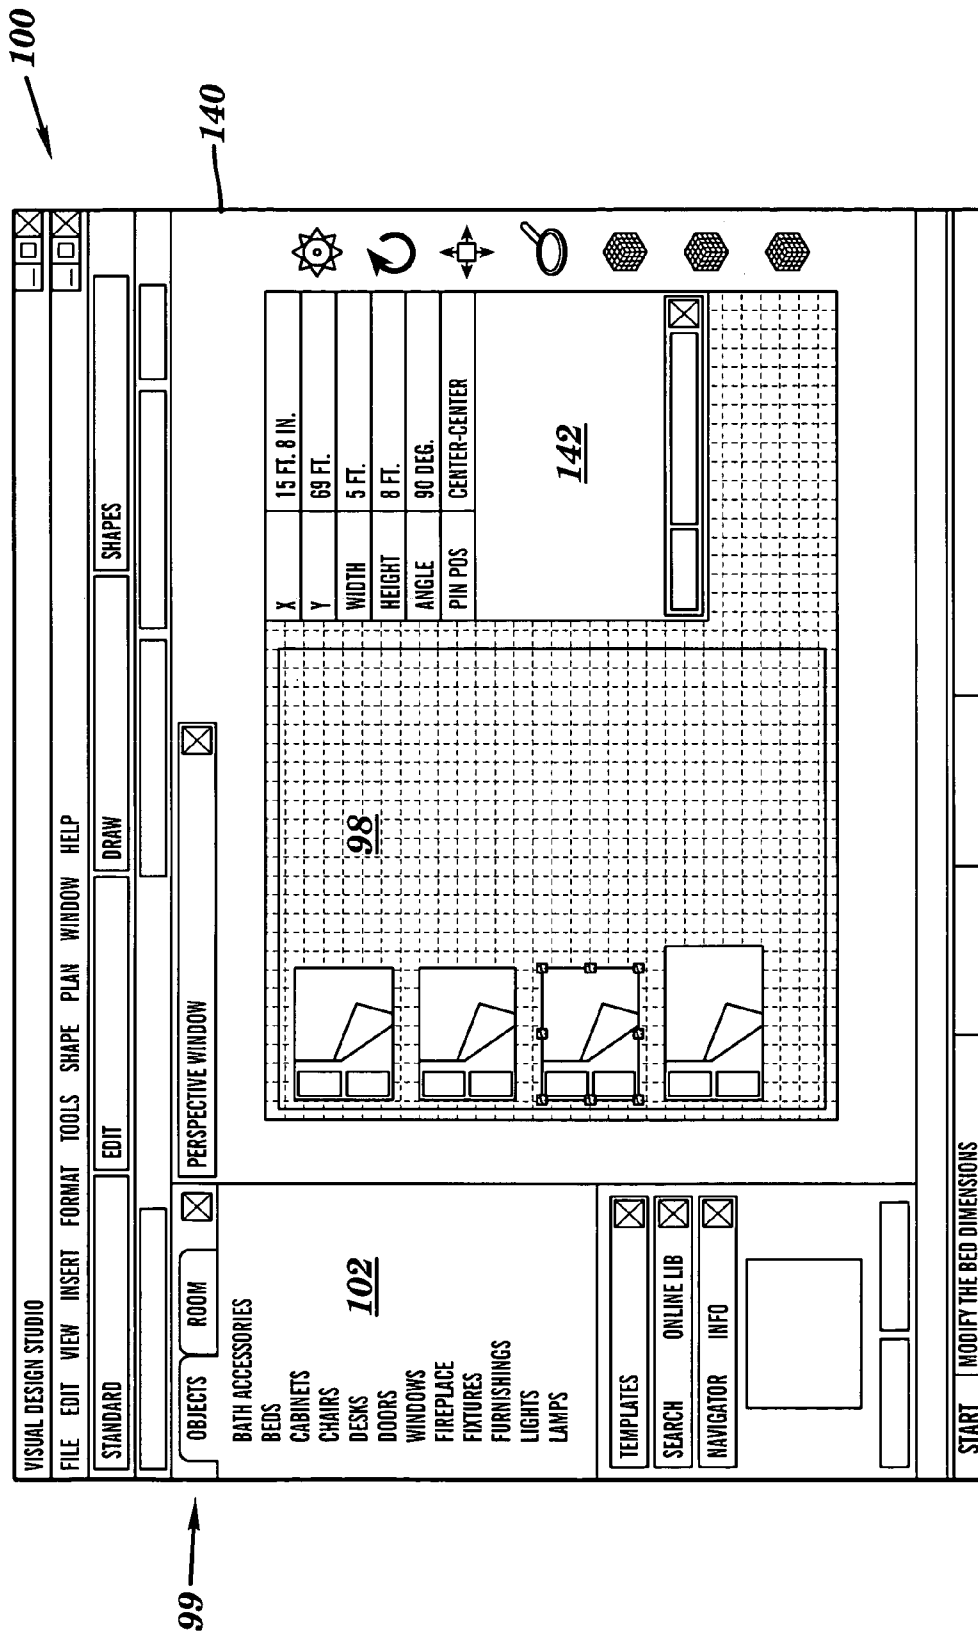 100
VISUAL DESIGN STUDIO
FILE EDIT VIEW INSERT FORMAT TOOLS SHAPE PLAN WINDOW HELP
STANDARD EDIT DRAW SHAPES
99
OBJECTS ROOM
PERSPECTIVE WINDOW
140
BATH ACCESSORIES
BEDS
CABINETS
CHAIRS
DESKS
DOORS
WINDOWS
FIREPLACE
FIXTURES
FURNISHINGS
LIGHTS
LAMPS
102
98
X 15 FT. 8 IN.
Y 69 FT.
WIDTH 5 FT.
HEIGHT 8 FT.
ANGLE 90 DEG.
PIN POS CENTER-CENTER
142
TEMPLATES
SEARCH ONLINE LIB
NAVIGATOR INFO
START MODIFY THE BED DIMENSIONS